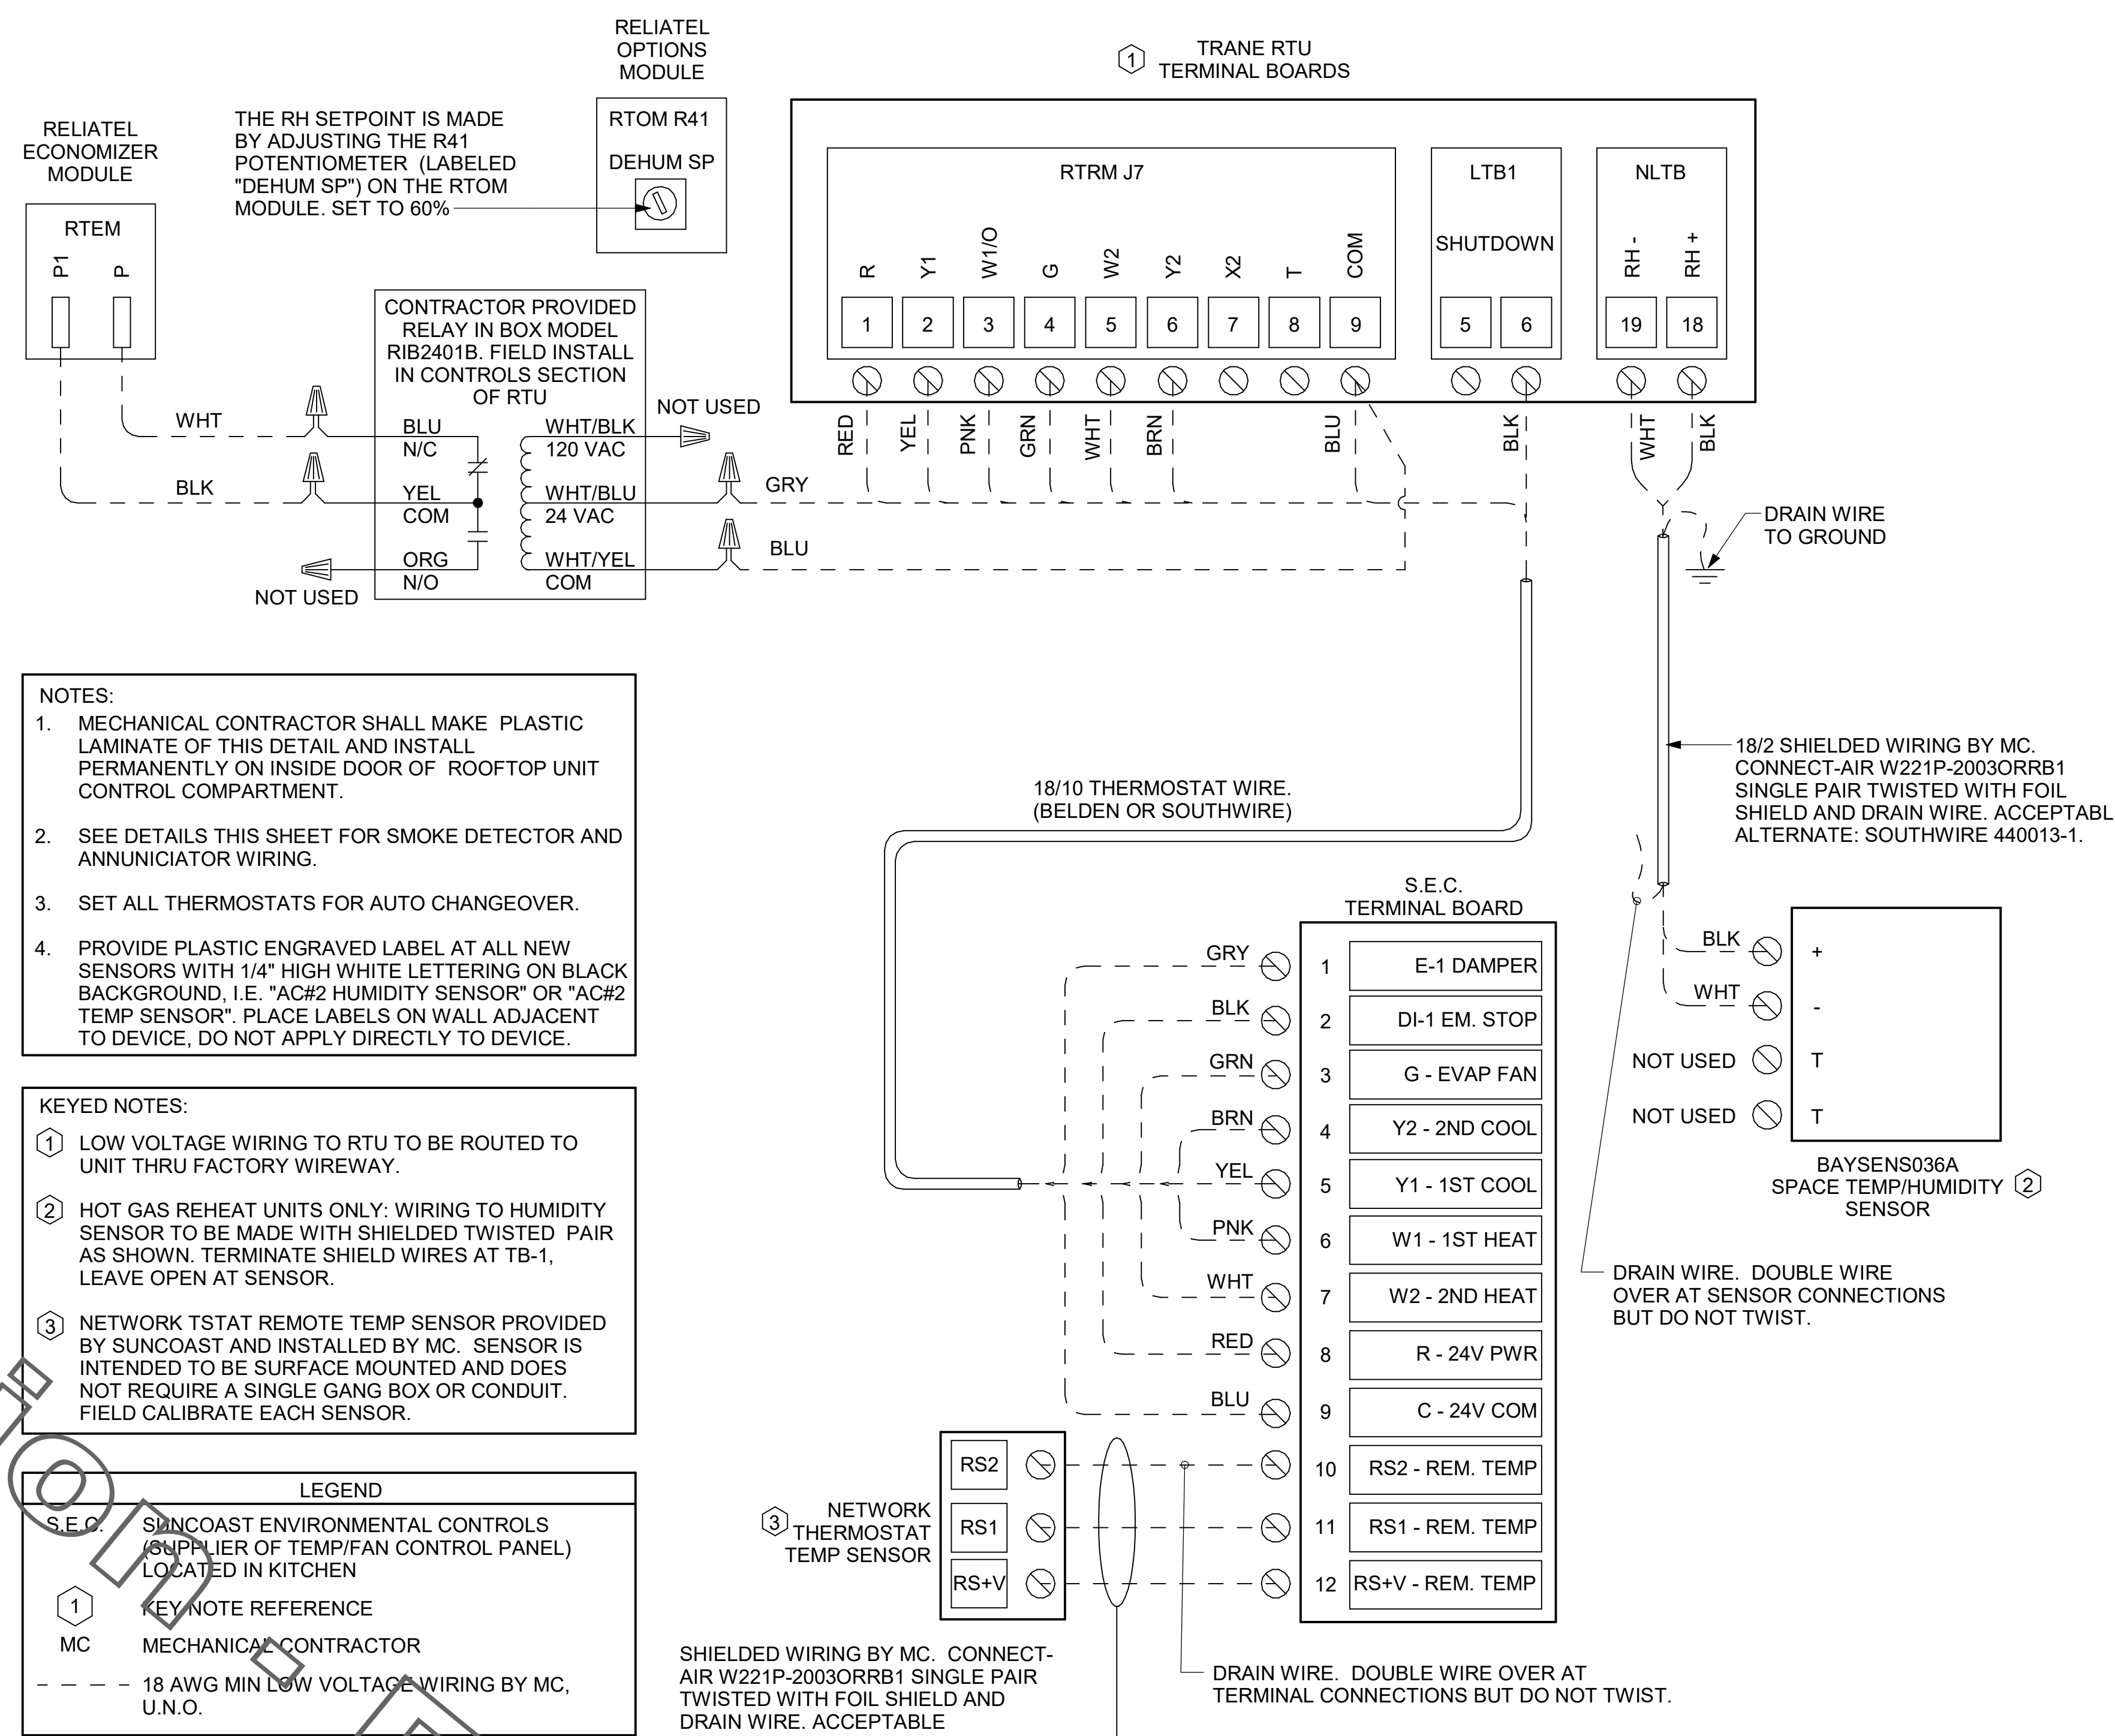 RELIATEL
OPTIONS
MODULE
1
TRANE RTU
TERMINAL BOARDS
RELIATEL
ECONOMIZER
MODULE
THE RH SETPOINT IS MADE
BY ADJUSTING THE R41
POTENTIOMETER (LABELED
"DEHUM SP") ON THE RTOM
MODULE. SET TO 60%
RTOM R41
DEHUM SP
RTEM
P1
P
RTRM J7
R
Y1
W1/O
G
W2
Y2
X2
T
COM
1
2
3
4
5
6
7
8
9
LTB1
SHUTDOWN
5
6
NLTB
RH -
RH +
19
18
CONTRACTOR PROVIDED
RELAY IN BOX MODEL
RIB2401B. FIELD INSTALL
IN CONTROLS SECTION
OF RTU
WHT
BLK
BLU
N/C
YEL
COM
ORG
N/O
NOT USED
WHT/BLK
120 VAC
WHT/BLU
24 VAC
WHT/YEL
COM
NOT USED
GRY
BLU
RED
YEL
PNK
GRN
WHT
BRN
BLU
BLK
WHT
BLK
DRAIN WIRE
TO GROUND
NOTES:
1. MECHANICAL CONTRACTOR SHALL MAKE PLASTIC
LAMINATE OF THIS DETAIL AND INSTALL
PERMANENTLY ON INSIDE DOOR OF ROOFTOP UNIT
CONTROL COMPARTMENT.
2. SEE DETAILS THIS SHEET FOR SMOKE DETECTOR AND
ANNUNICIATOR WIRING.
3. SET ALL THERMOSTATS FOR AUTO CHANGEOVER.
4. PROVIDE PLASTIC ENGRAVED LABEL AT ALL NEW
SENSORS WITH 1/4" HIGH WHITE LETTERING ON BLACK
BACKGROUND, I.E. "AC#2 HUMIDITY SENSOR" OR "AC#2
TEMP SENSOR". PLACE LABELS ON WALL ADJACENT
TO DEVICE, DO NOT APPLY DIRECTLY TO DEVICE.
18/10 THERMOSTAT WIRE.
(BELDEN OR SOUTHWIRE)
18/2 SHIELDED WIRING BY MC.
CONNECT-AIR W221P-2003ORRB1
SINGLE PAIR TWISTED WITH FOIL
SHIELD AND DRAIN WIRE. ACCEPTABL
ALTERNATE: SOUTHWIRE 440013-1.
KEYED NOTES:
1 LOW VOLTAGE WIRING TO RTU TO BE ROUTED TO
UNIT THRU FACTORY WIREWAY.
2 HOT GAS REHEAT UNITS ONLY: WIRING TO HUMIDITY
SENSOR TO BE MADE WITH SHIELDED TWISTED PAIR
AS SHOWN. TERMINATE SHIELD WIRES AT TB-1,
LEAVE OPEN AT SENSOR.
3 NETWORK TSTAT REMOTE TEMP SENSOR PROVIDED
BY SUNCOAST AND INSTALLED BY MC. SENSOR IS
INTENDED TO BE SURFACE MOUNTED AND DOES
NOT REQUIRE A SINGLE GANG BOX OR CONDUIT.
FIELD CALIBRATE EACH SENSOR.
S.E.C.
TERMINAL BOARD
GRY 1 E-1 DAMPER
BLK 2 DI-1 EM. STOP
GRN 3 G - EVAP FAN
BRN 4 Y2 - 2ND COOL
YEL 5 Y1 - 1ST COOL
PNK 6 W1 - 1ST HEAT
WHT 7 W2 - 2ND HEAT
RED 8 R - 24V PWR
BLU 9 C - 24V COM
10 RS2 - REM. TEMP
11 RS1 - REM. TEMP
12 RS+V - REM. TEMP
BLK +
WHT -
NOT USED T
NOT USED T
BAYSENS036A
SPACE TEMP/HUMIDITY 2
SENSOR
DRAIN WIRE. DOUBLE WIRE
OVER AT SENSOR CONNECTIONS
BUT DO NOT TWIST.
RS2
RS1
RS+V
3 NETWORK
THERMOSTAT
TEMP SENSOR
LEGEND
S.E.C. SUNCOAST ENVIRONMENTAL CONTROLS
(SUPPLIER OF TEMP/FAN CONTROL PANEL)
LOCATED IN KITCHEN
1 KEY NOTE REFERENCE
MC MECHANICAL CONTRACTOR
18 AWG MIN LOW VOLTAGE WIRING BY MC,
U.N.O.
SHIELDED WIRING BY MC. CONNECT-
AIR W221P-2003ORRB1 SINGLE PAIR
TWISTED WITH FOIL SHIELD AND
DRAIN WIRE. ACCEPTABLE
DRAIN WIRE. DOUBLE WIRE OVER AT
TERMINAL CONNECTIONS BUT DO NOT TWIST.